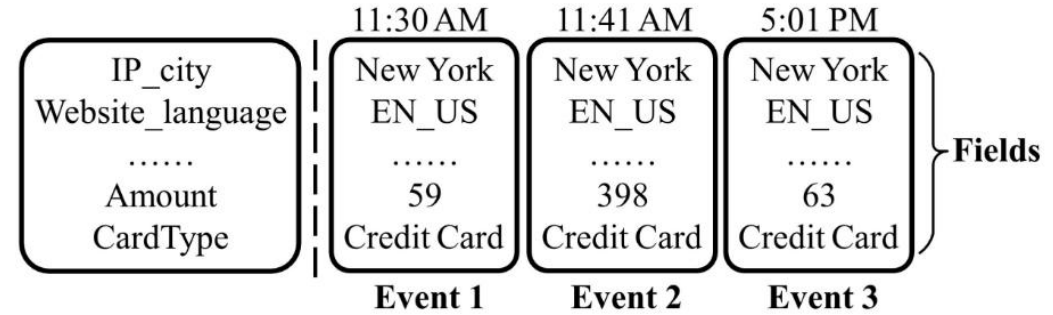 11:30 AM 11:41 AM 5:01 PM
IP_city New York New York New York
Website_language EN_US EN_US EN_US
...... ...... ...... ......
Fields
Amount 59 398 63
CardType Credit Card Credit Card Credit Card
Event 1 Event 2 Event 3